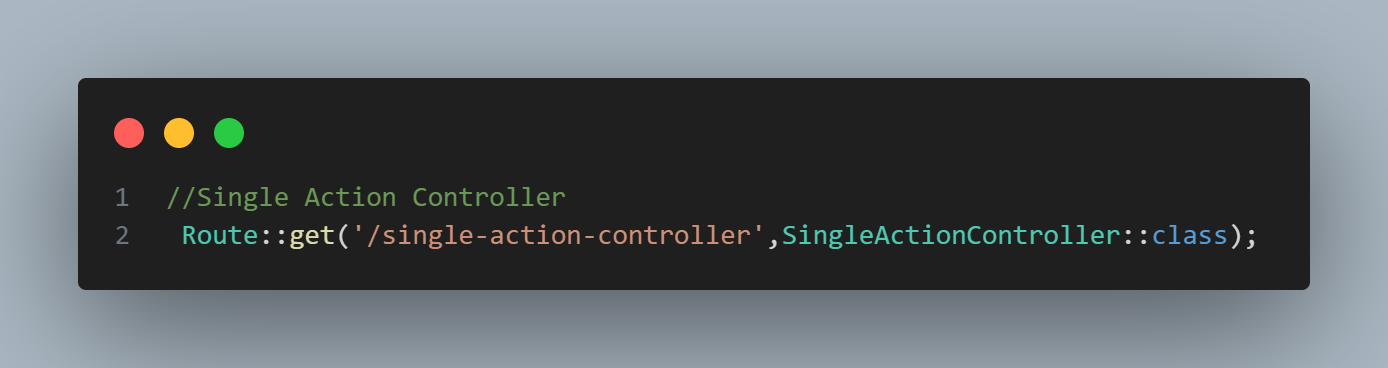 1 //Single Action Controller
2 Route::get('/single-action-controller',SingleActionController::class);